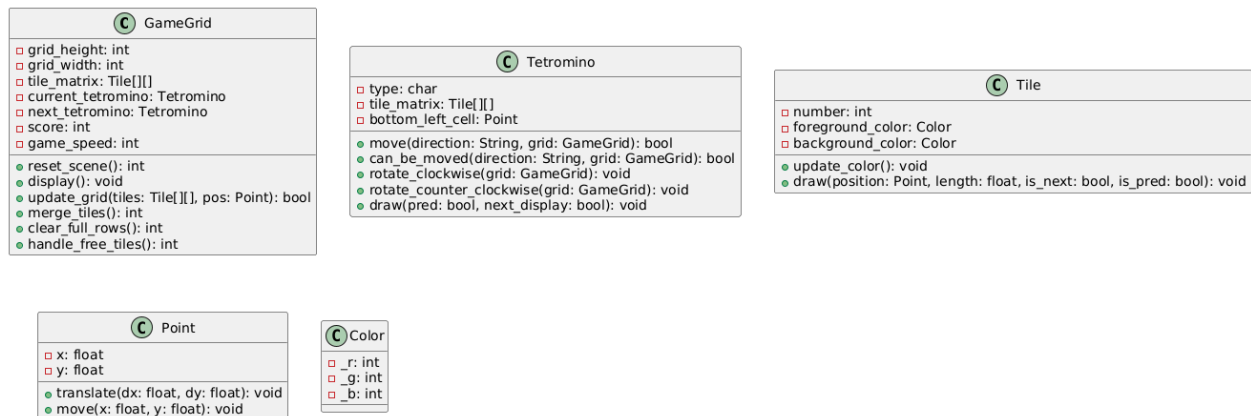 C GameGrid
grid_height: int
grid_width: int
tile_matrix: Tile[][]
current_tetromino: Tetromino
next_tetromino: Tetromino
score: int
game_speed: int
reset_scene(): int
display(): void
update_grid(tiles: Tile[][], pos: Point): bool
merge_tiles(): int
clear_full_rows(): int
handle_free_tiles(): int
C Tetromino
type: char
tile_matrix: Tile[][]
bottom_left_cell: Point
move(direction: String, grid: GameGrid): bool
can_be_moved(direction: String, grid: GameGrid): bool
rotate_clockwise(grid: GameGrid): void
rotate_counter_clockwise(grid: GameGrid): void
draw(pred: bool, next_display: bool): void
C Tile
number: int
foreground_color: Color
background_color: Color
update_color(): void
draw(position: Point, length: float, is_next: bool, is_pred: bool): void
C Point
x: float
y: float
translate(dx: float, dy: float): void
move(x: float, y: float): void
C Color
_r: int
_g: int
_b: int